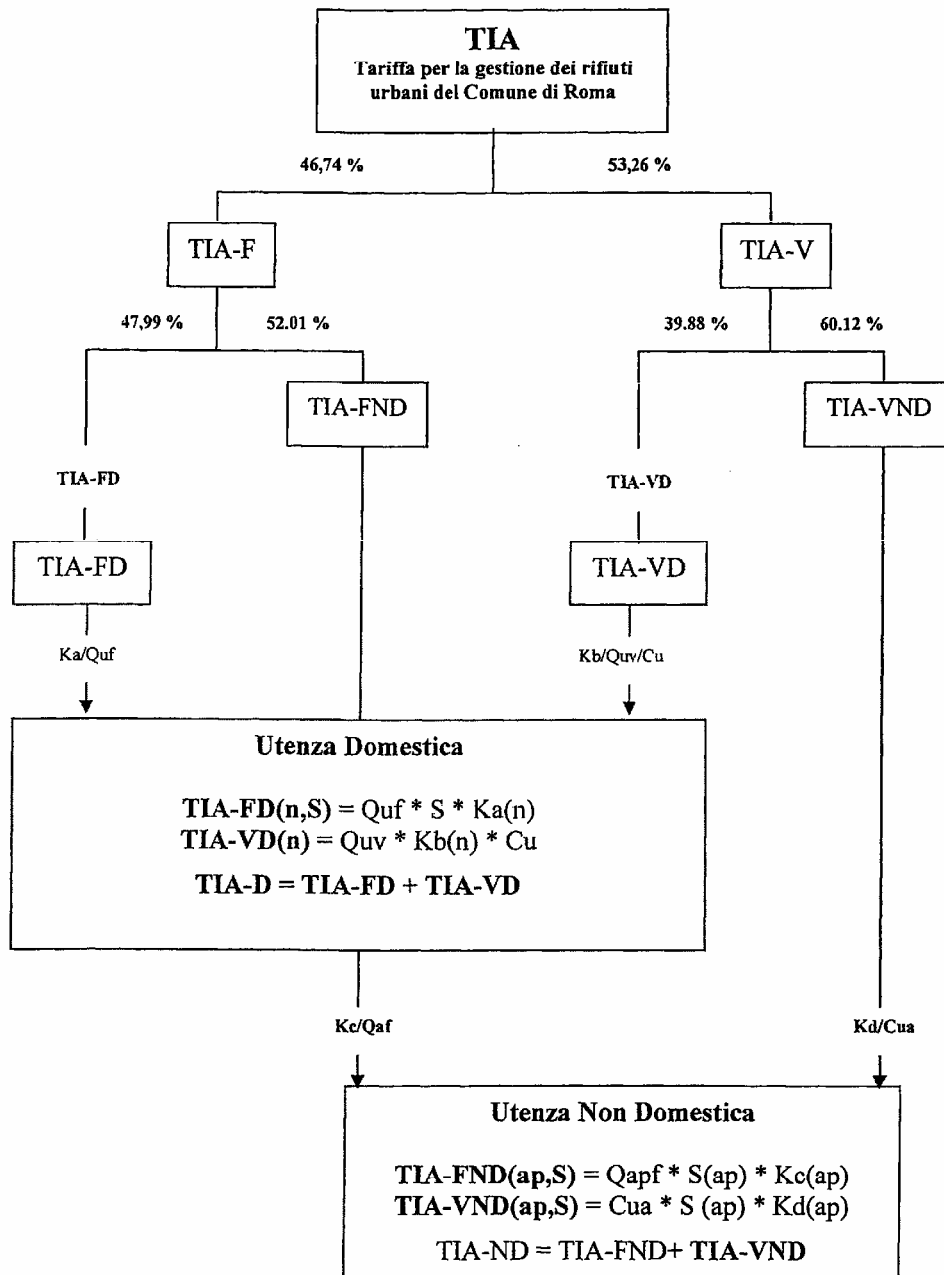 TIA
Tariffa per la gestione dei rifiuti
urbani del Comune di Roma
46,74 %
53,26 %
TIA-F
TIA-V
47,99 %
52.01 %
39.88 %
60.12 %
TIA-FND
TIA-VND
TIA-FD
TIA-VD
TIA-FD
TIA-VD
Ka/Quf
Kb/Quv/Cu
Utenza Domestica
TIA-FD(n,S) = Quf * S * Ka(n)
TIA-VD(n) = Quv * Kb(n) * Cu
TIA-D = TIA-FD + TIA-VD
Kc/Qaf
Kd/Cua
Utenza Non Domestica
TIA-FND(ap,S) = Qapf * S(ap) * Kc(ap)
TIA-VND(ap,S) = Cua * S (ap) * Kd(ap)
TIA-ND = TIA-FND+ TIA-VND